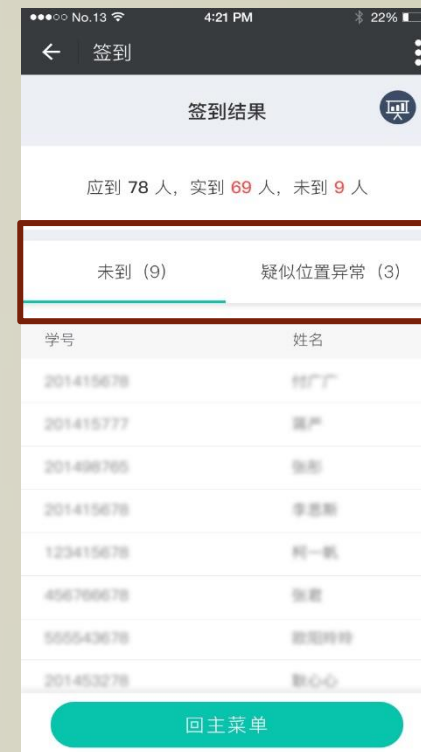 No.13 4:21 PM 22%
签到
签到结果
应到 78 人，实到 69 人，未到 9 人
未到（9） 疑似位置异常（3）
学号 姓名
201415678
201415777
201498765
201415678
123415678
456766678
555543678
201453278
回主菜单